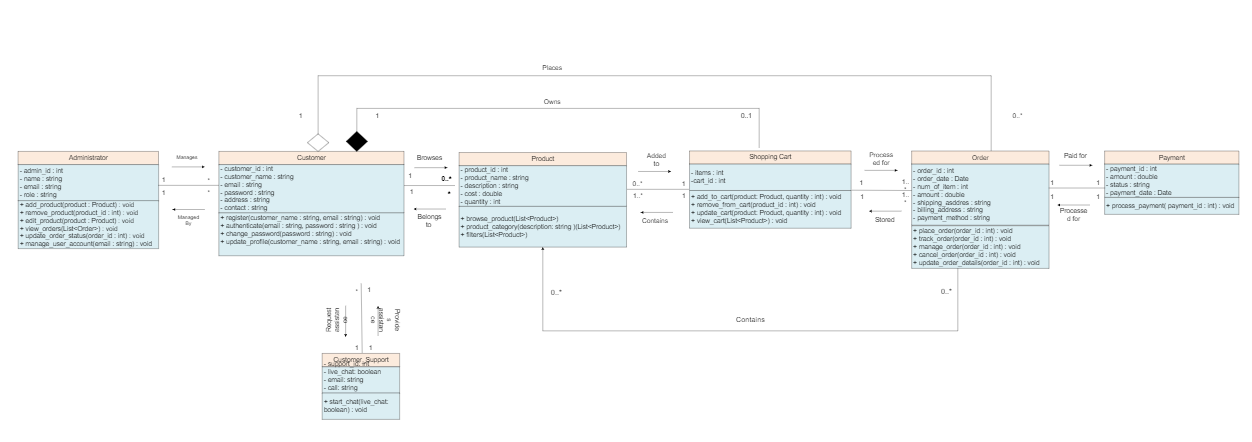 Places
Owns
1
1
0..1
0..*
Administrator
- admin_id : int
- name : string
- email : string
- role : string
+ add_product(product : Product) : void
+ remove_product(product_id : int) : void
+ edit_product(product : Product) : void
+ view_orders(List<Order>) : void
+ update_order_status(order_id : int) : void
+ manage_user_account(email : string) : void
Manages
1
*
*
Managed
By
Customer
- customer_id : int
- customer_name : string
- email : string
- password : string
- address : string
- contact : string
+ register(customer_name : string, email : string) : void
+ authenticate(email : string, password : string ) : void
+ change_password(password : string) : void
+ update_profile(customer_name : string, email : string) : void
Browses
1
0..*
1
*
Belongs
to
Product
- product_id : int
- product_name : string
- description : string
- cost : double
- quantity : int
+ browse_product(List<Product>)
+ product_category(description: string )(List<Product>)
+ filters(List<Product>)
Added
to
0..*
1
1..*
1
Contains
Shopping Cart
- items : int
-cart_id : int
+ add_to_cart(product: Product, quantity : int) : void
+ remove_from_cart(product_id : int) : void
+ update_cart(product: Product, quantity : int) : void
+ view_cart(List<Product>) : void
Process
ed for
1
1..
*
1
1..
*
Stored
Order
- order_id : int
- order_date : Date
- num_of_item : int
- amount : double
- shipping_asddres : string
- billing_address : string
- payment_method : string
+ place_order(order_id : int) : void
+ track_order(order_id : int) : void
+ manage_order(order_id : int) : void
+ cancel_order(order_id : int) : void
+ update_order_details(order_id : int) : void
Paid for
1
1
1
1
Processe
d for
Payment
- payment_id : int
- amount : double
- status : string
- payment_date : Date
+ process_payment( payment_id : int) : void
0..*
0..*
Contains
*
1
Request
assistan
ce
Provide
s
assistan
ce
1
1
Customer_Support
- support_id: int
- live_chat: boolean
- email: string
- call: string
+ start_chat(live_chat:
boolean) : void